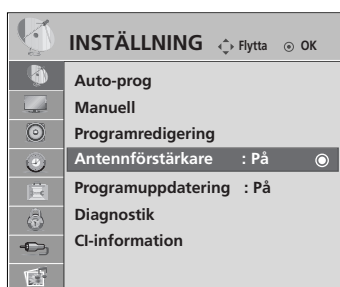 INSTÄLLNING Flytta OK
Auto-prog
Manuell
Programredigering
Antennförstärkare : På
Programuppdatering : På
Diagnostik
CI-information